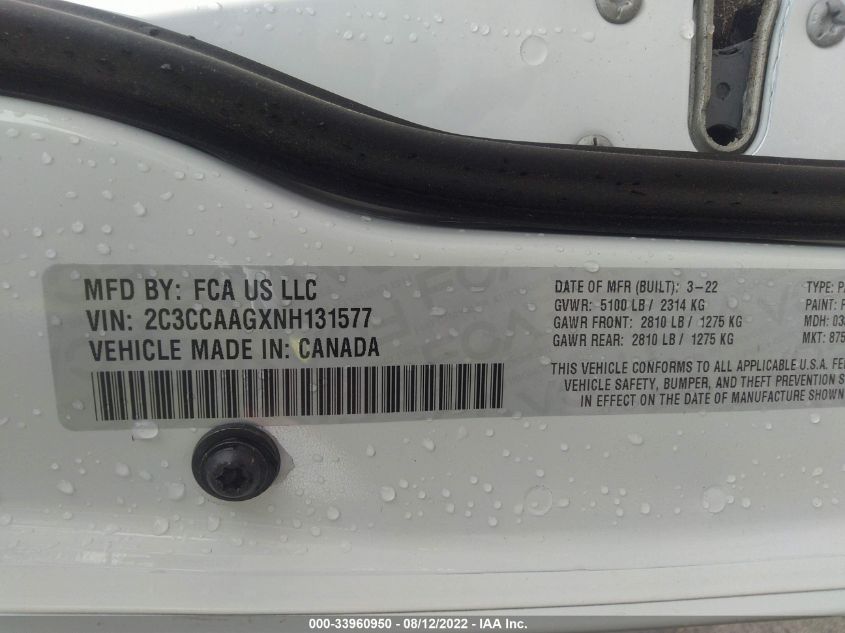 MFD BY: FCA US LLC
VIN: 2C3CCAAGXNH131577
VEHICLE MADE IN: CANADA
DATE OF MFR (BUILT): 3-22
GVWR: 5100 LB / 2314 KG
GAWR FRONT: 2810 LB / 1275 KG
GAWR REAR: 2810 LB / 1275 KG
THIS VEHICLE CONFORMS TO ALL APPLICABLE U.S.A. FE
VEHICLE SAFETY, BUMPER, AND THEFT PREVENTION S
IN EFFECT ON THE DATE OF MANUFACTURE SHOWN
TYPE: PA
PAINT:
MDH: 03
MKT: 875
000-33960950 - 08/12/2022 - IAA Inc.